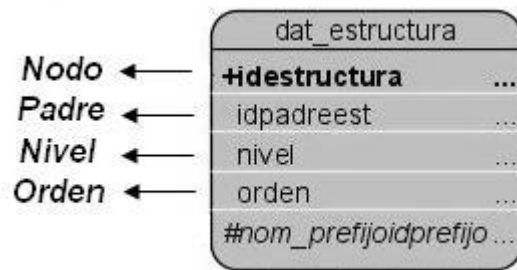 dat_estructura
Nodo +idestructura ...
Padre idpadreest ...
Nivel nivel ...
Orden orden ...
#nom_prefijoidprefijo ...